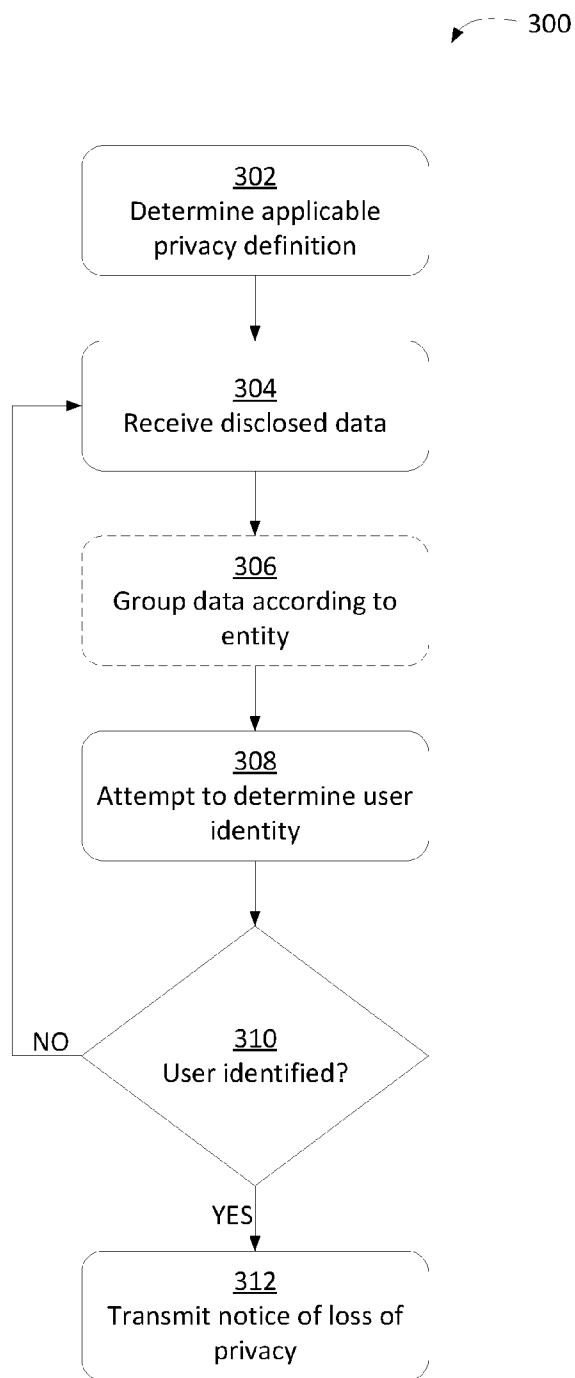 300
302
Determine applicable
privacy definition
304
Receive disclosed data
306
Group data according to
entity
308
Attempt to determine user
identity
310
User identified?
NO
YES
312
Transmit notice of loss of
privacy